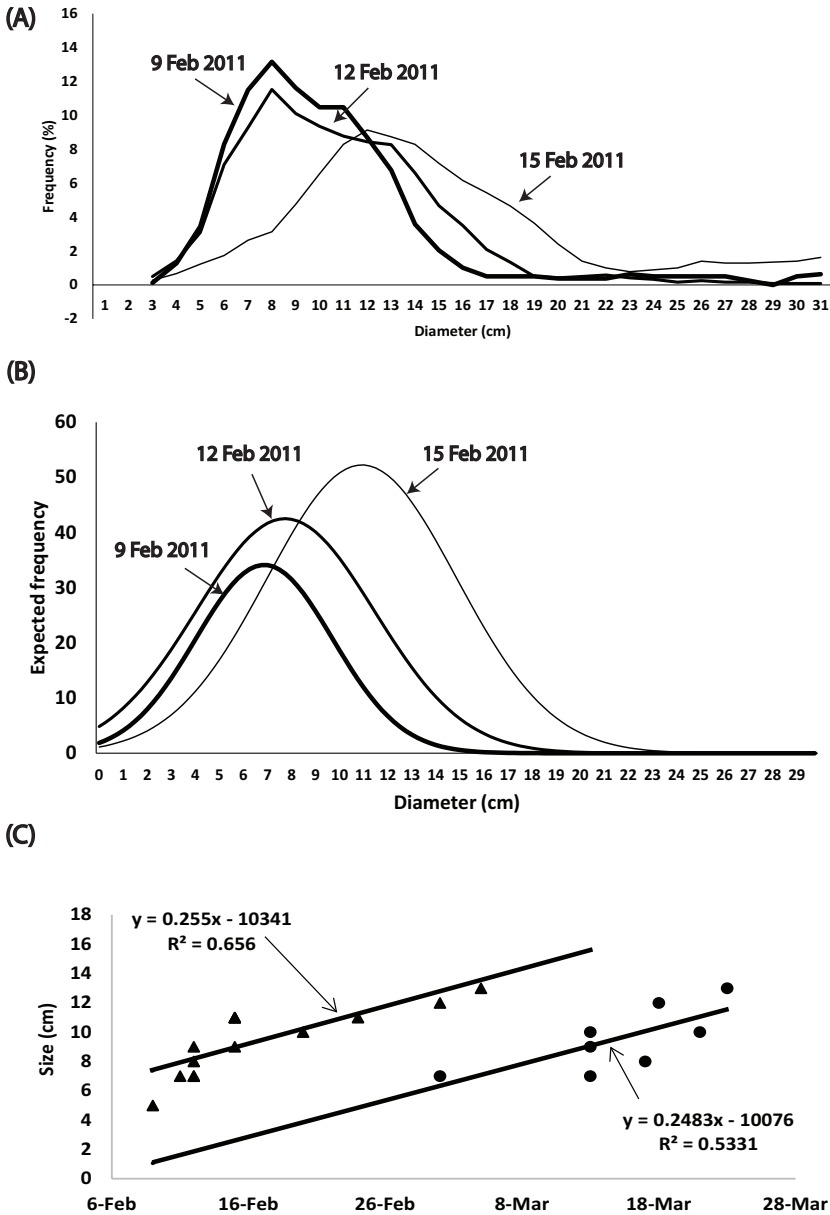 (A)
16
14
12
10
8
6
4
2
0
-2
Frequency (%)
9 Feb 2011
12 Feb 2011
15 Feb 2011
1 2 3 4 5 6 7 8 9 10 11 12 13 14 15 16 17 18 19 20 21 22 23 24 25 26 27 28 29 30 31
Diameter (cm)
(B)
60
50
40
30
20
10
0
Expected frequency
12 Feb 2011
15 Feb 2011
9 Feb 2011
0 1 2 3 4 5 6 7 8 9 10 11 12 13 14 15 16 17 18 19 20 21 22 23 24 25 26 27 28 29
Diameter (cm)
(C)
18
16
14
12
10
8
6
4
2
0
Size (cm)
y = 0.255x - 10341
R² = 0.656
y = 0.2483x - 10076
R² = 0.5331
6-Feb 16-Feb 26-Feb 8-Mar 18-Mar 28-Mar